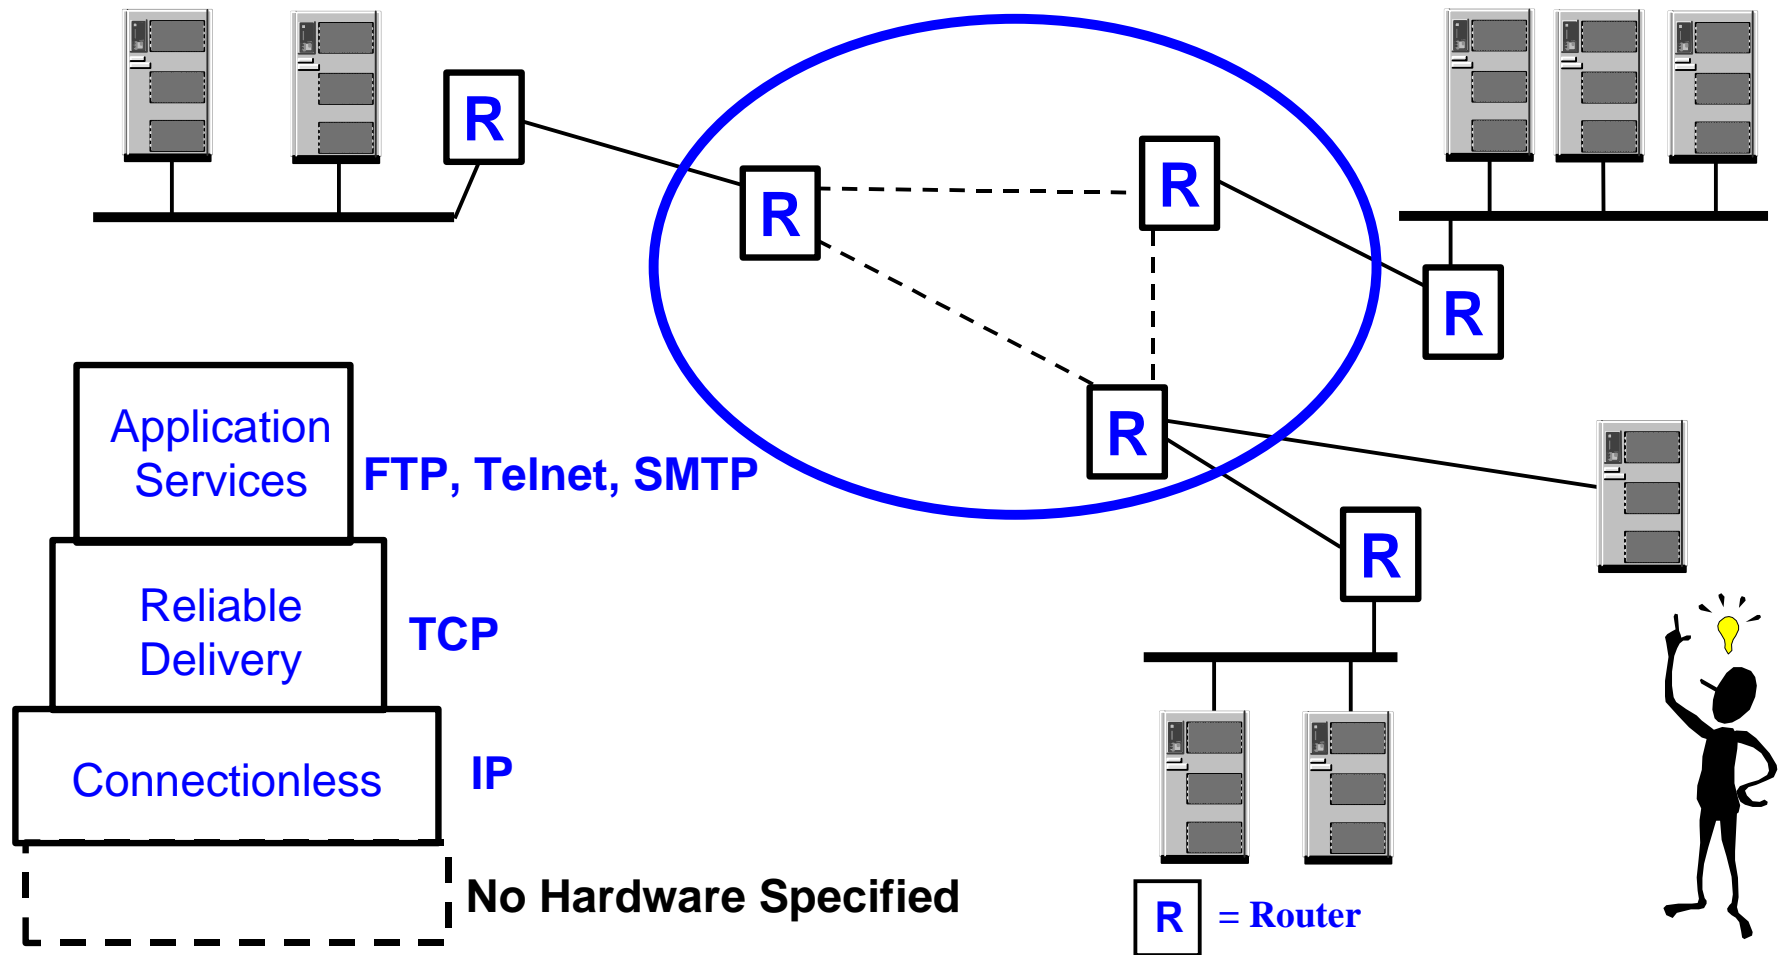 R
R
R
R
R
R
R
Application
Services
FTP, Telnet, SMTP
Reliable
Delivery
TCP
Connectionless
IP
No Hardware Specified
R = Router